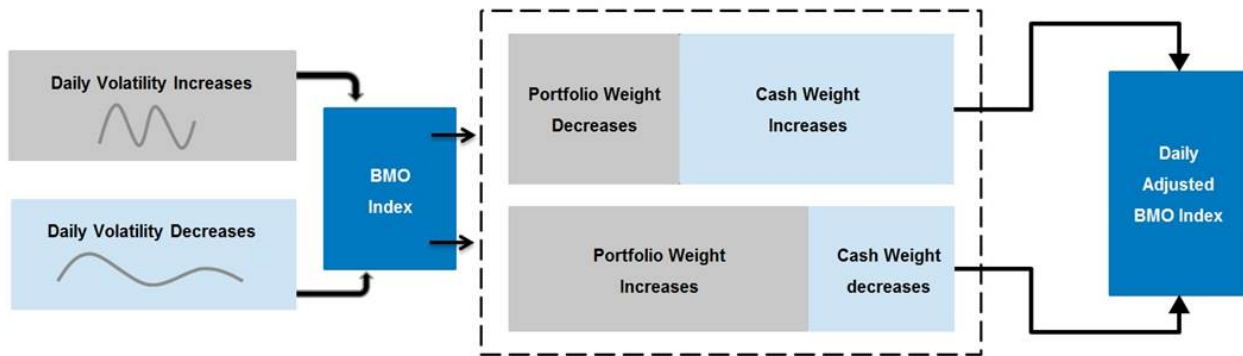 Daily Volatility Increases
Daily Volatility Decreases
BMO
Index
Portfolio Weight
Decreases
Cash Weight
Increases
Portfolio Weight
Increases
Cash Weight
decreases
Daily
Adjusted
BMO Index